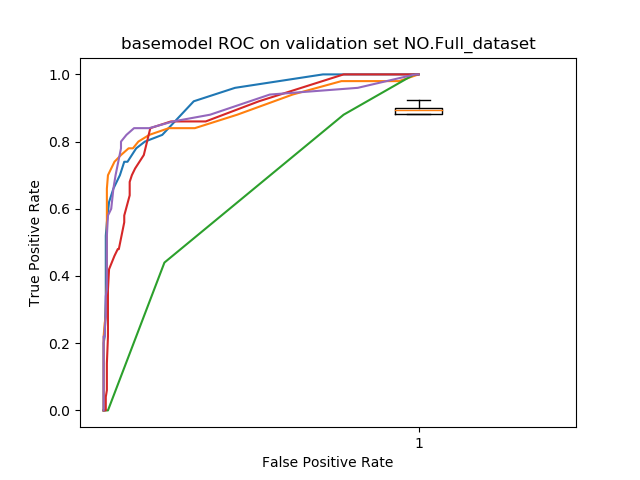 basemodel ROC on validation set NO.Full_dataset
1.0
0.8
0.6
0.4
0.2
0.0
True Positive Rate
1
False Positive Rate